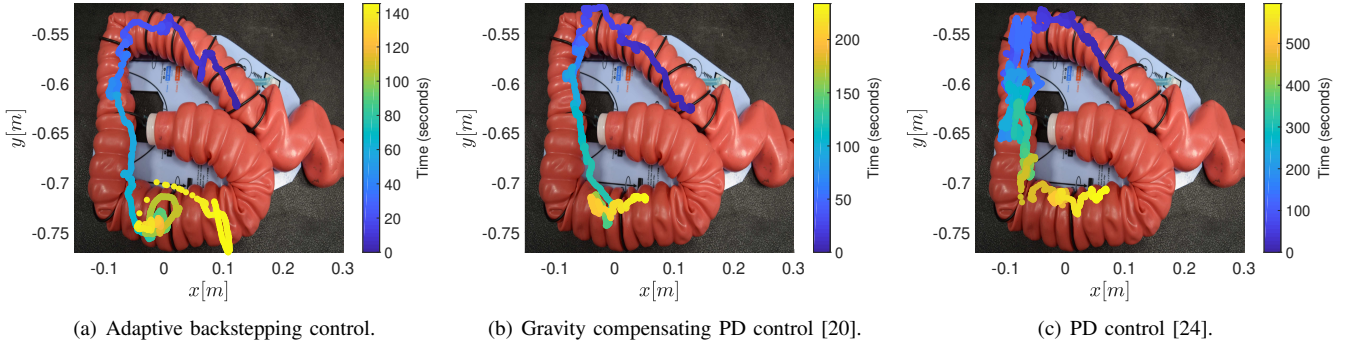 -0.55
-0.6
-0.65
-0.7
-0.75
y[m]
-0.1 0 0.1 0.2 0.3
x[m]
140
120
100
80
60
40
20
0
Time (seconds)
(a) Adaptive backstepping control.
-0.55
-0.6
-0.65
-0.7
-0.75
y[m]
-0.1 0 0.1 0.2 0.3
x[m]
200
150
100
50
0
Time (seconds)
(b) Gravity compensating PD control [20].
-0.55
-0.6
-0.65
-0.7
-0.75
y[m]
-0.1 0 0.1 0.2 0.3
x[m]
500
400
300
200
100
0
Time (seconds)
(c) PD control [24].